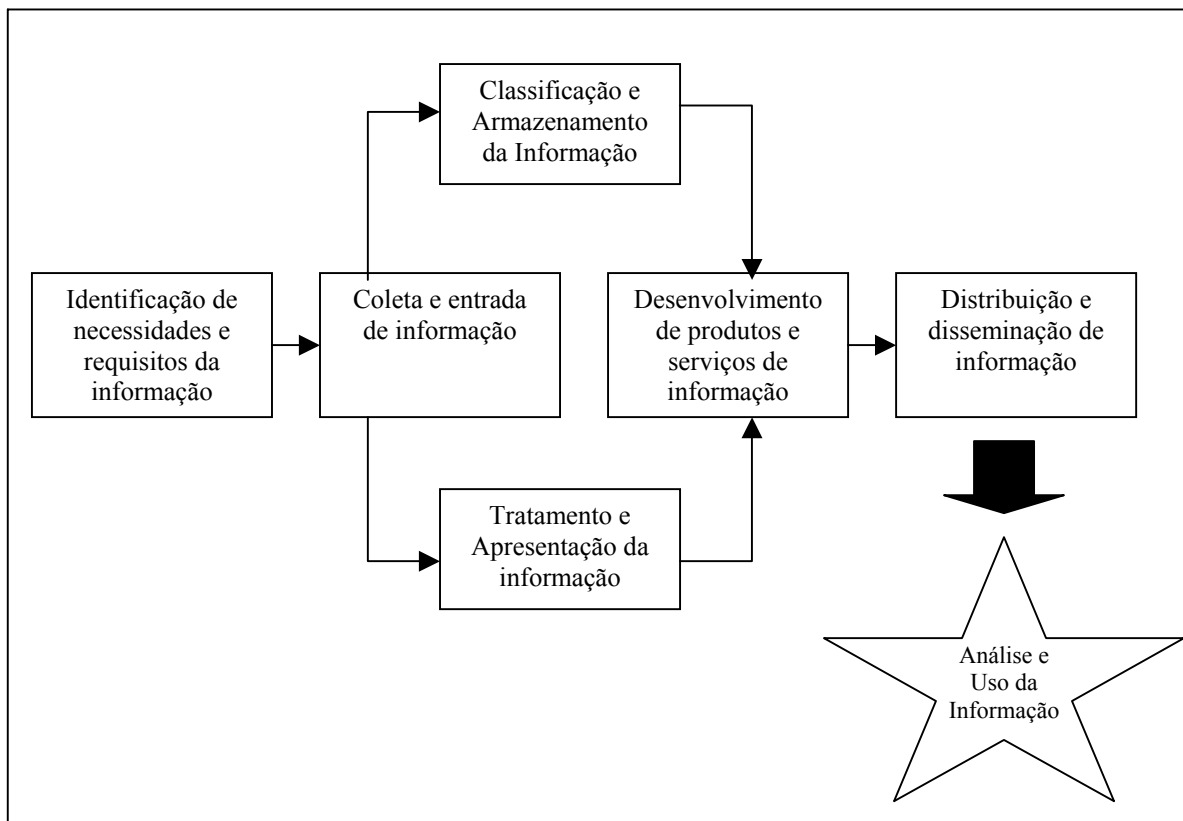 Classificação e
Armazenamento
da Informação
Identificação de
necessidades e
requisitos da
informação
Coleta e entrada
de informação
Desenvolvimento
de produtos e
serviços de
informação
Distribuição e
disseminação de
informação
Tratamento e
Apresentação da
informação
Análise e
Uso da
Informação